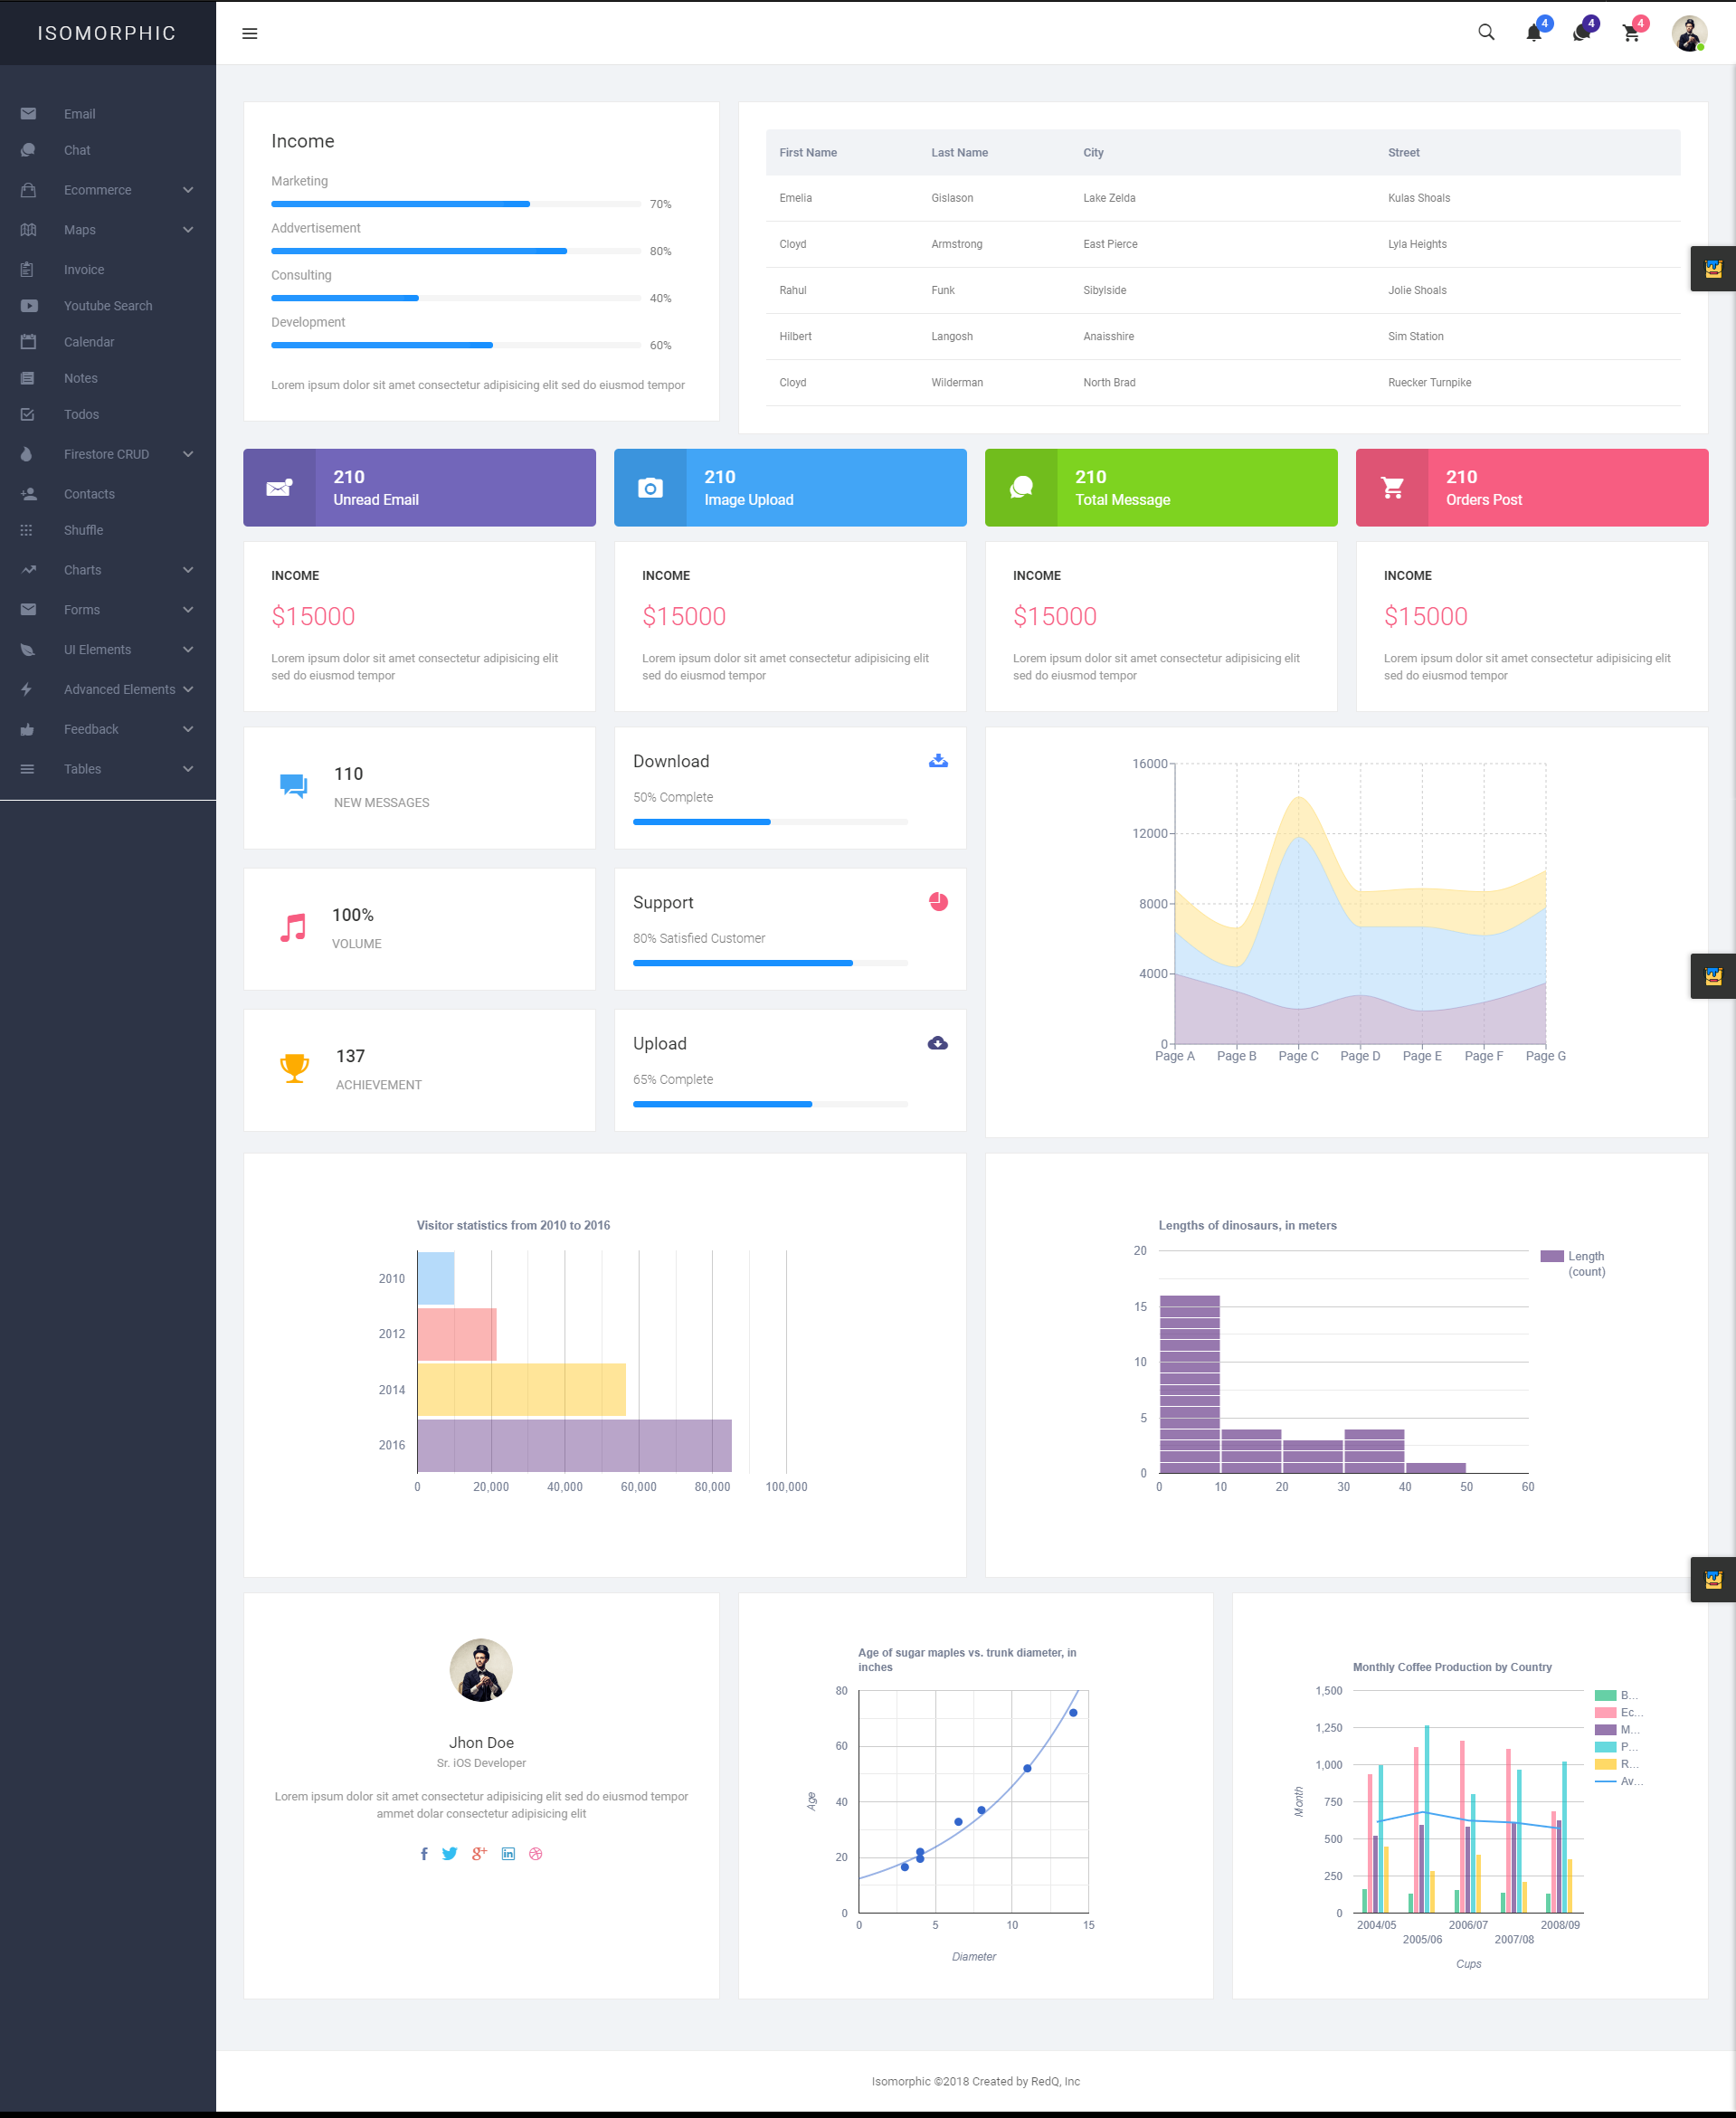 ISOMORPHIC
4
4
4
Email
Chat
Ecommerce
Maps
Invoice
Youtube Search
Calendar
Notes
Todos
Firestore CRUD
Contacts
Shuffle
Charts
Forms
UI Elements
Advanced Elements
Feedback
Tables
Income
Marketing
70%
Addvertisement
80%
Consulting
40%
Development
60%
Lorem ipsum dolor sit amet consectetur adipisicing elit sed do eiusmod tempor
First Name Last Name City Street
Emelia Gislason Lake Zelda Kulas Shoals
Cloyd Armstrong East Pierce Lyla Heights
Rahul Funk Sibylside Jolie Shoals
Hilbert Langosh Anaisshire Sim Station
Cloyd Wilderman North Brad Ruecker Turnpike
210
Unread Email
210
Image Upload
210
Total Message
210
Orders Post
INCOME
$15000
Lorem ipsum dolor sit amet consectetur adipisicing elit
sed do eiusmod tempor
INCOME
$15000
Lorem ipsum dolor sit amet consectetur adipisicing elit
sed do eiusmod tempor
INCOME
$15000
Lorem ipsum dolor sit amet consectetur adipisicing elit
sed do eiusmod tempor
INCOME
$15000
Lorem ipsum dolor sit amet consectetur adipisicing elit
sed do eiusmod tempor
110
NEW MESSAGES
100%
VOLUME
137
ACHIEVEMENT
Download
50% Complete
Support
80% Satisfied Customer
Upload
65% Complete
16000
12000
8000
4000
0
Page A Page B Page C Page D Page E Page F Page G
Visitor statistics from 2010 to 2016
2010
2012
2014
2016
0 20,000 40,000 60,000 80,000 100,000
Lengths of dinosaurs, in meters
20
15
10
5
0
0 10 20 30 40 50 60
Length
(count)
Jhon Doe
Sr. iOS Developer
Lorem ipsum dolor sit amet consectetur adipisicing elit sed do eiusmod tempor
ammet dolar consectetur adipisicing elit
Age of sugar maples vs. trunk diameter, in
inches
Age
80
60
40
20
0
0 5 10 15
Diameter
Monthly Coffee Production by Country
Month
1,500
1,250
1,000
750
500
250
0
2004/05 2006/07 2008/09
2005/06 2007/08
Cups
B...
Ec...
M...
P...
R...
Av...
Isomorphic ©2018 Created by RedQ, Inc